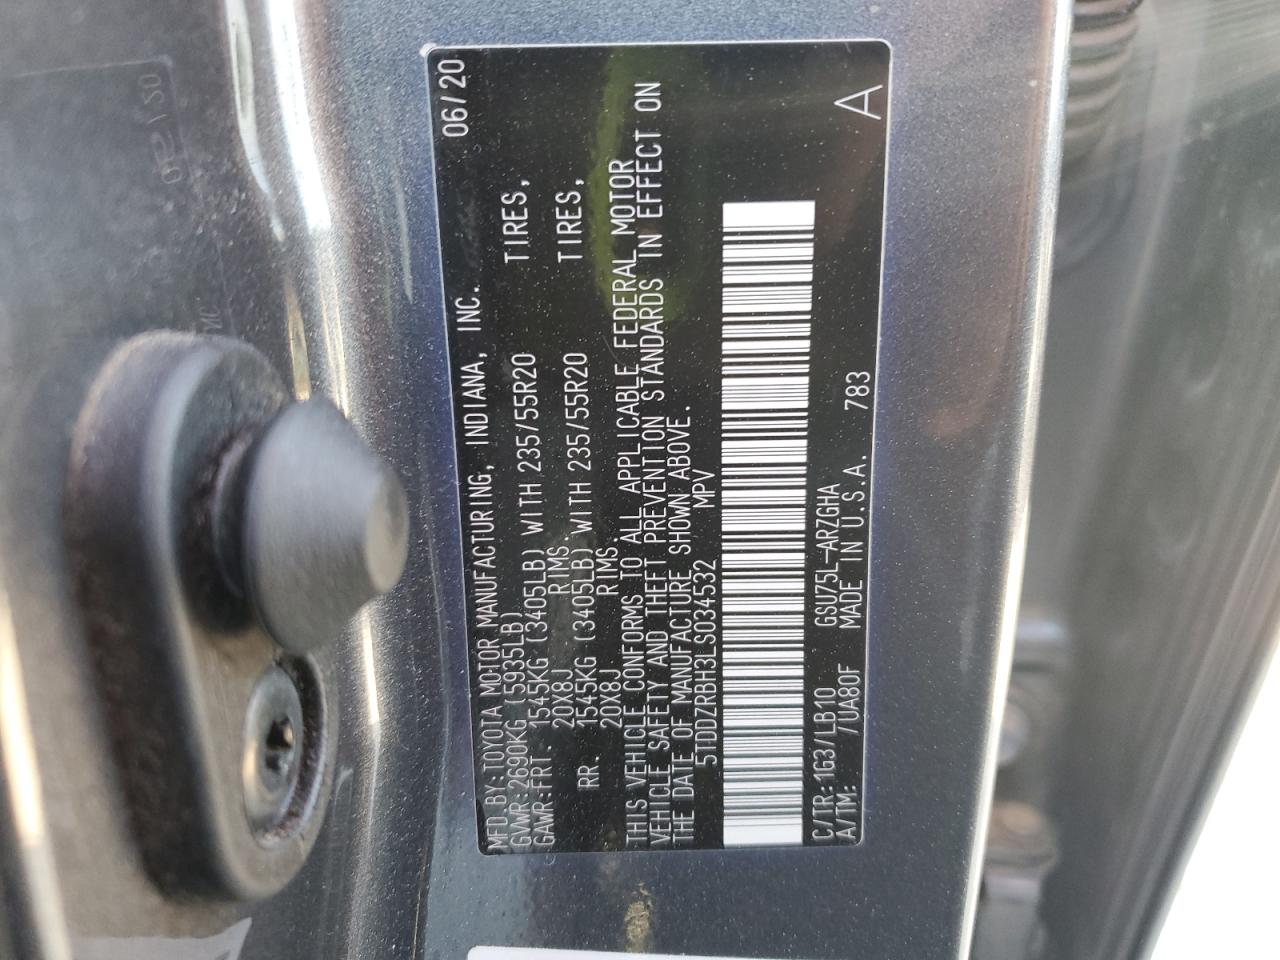 MFD.BY:TOYOTA MOTOR MANUFACTURING, INDIANA, INC. 06/20
GVWR:2690KG (5935LB)
GAWR:FRT. 1545KG (3405LB) WITH 235/55R20 TIRES,
20X8J RIMS,
RR. 1545KG (3405LB) WITH 235/55R20 TIRES,
20X8J RIMS.
THIS VEHICLE CONFORMS TO ALL APPLICABLE FEDERAL MOTOR
VEHICLE SAFETY AND THEFT PREVENTION STANDARDS IN EFFECT ON
THE DATE OF MANUFACTURE SHOWN ABOVE.
5TDDZRBH3LS034532 MPV
C/TR:1G3/LB10 GSU75L-ARZGHA
A/TM: /UA80F MADE IN U.S.A. 783 A